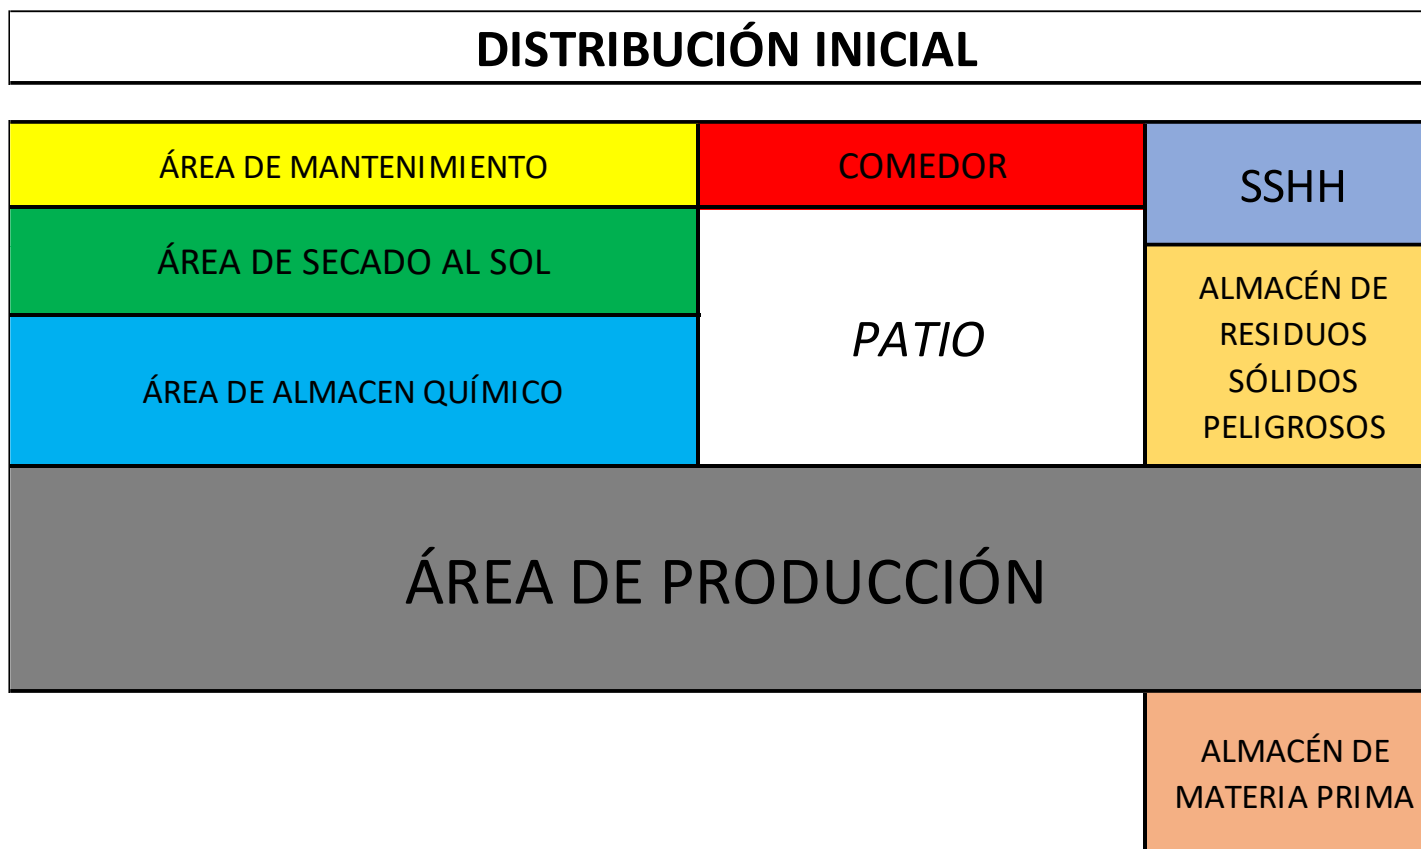 DISTRIBUCIÓN INICIAL
ÁREA DE MANTENIMIENTO
COMEDOR
SSHH
ÁREA DE SECADO AL SOL
PATIO
ALMACÉN DE
RESIDUOS
SÓLIDOS
PELIGROSOS
ÁREA DE ALMACEN QUÍMICO
ÁREA DE PRODUCCIÓN
ALMACÉN DE
MATERIA PRIMA